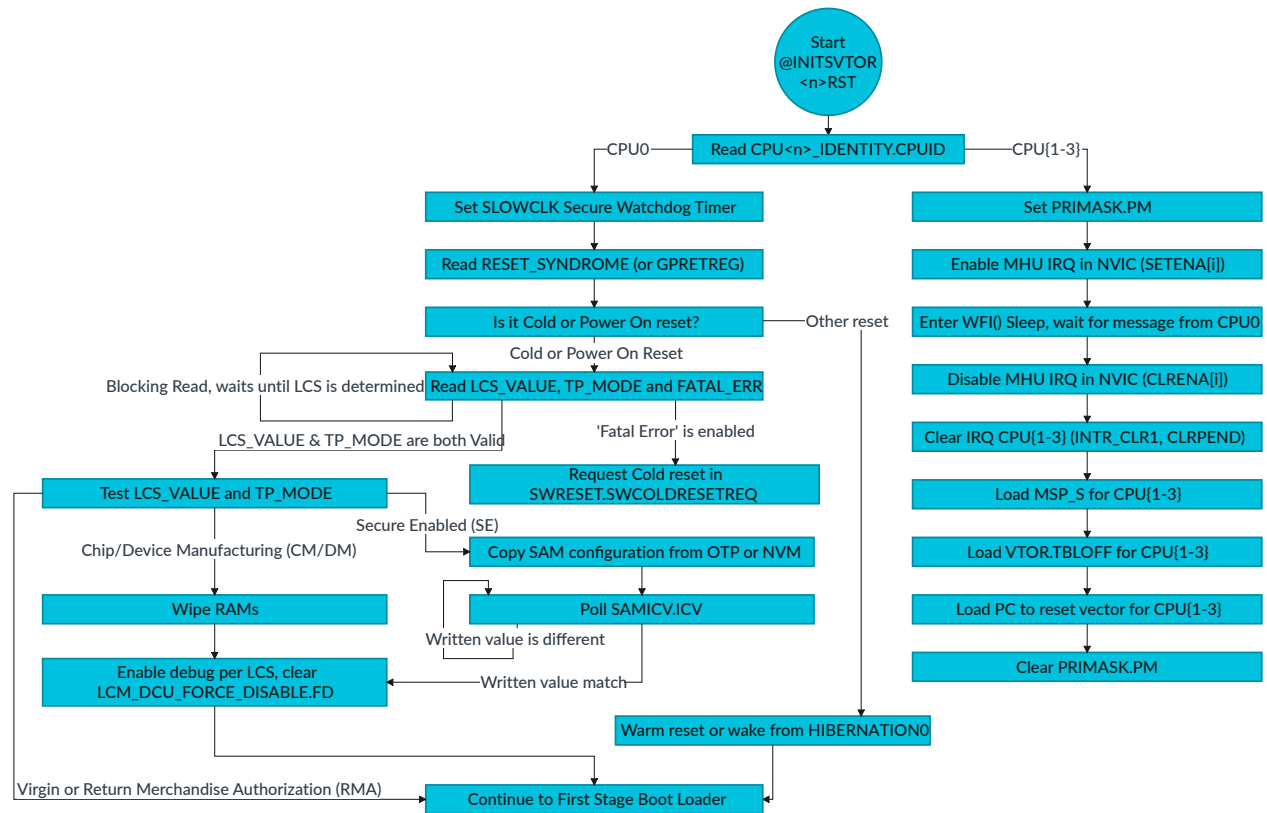 Start
@INITSVTOR
<n>RST
Read CPU<n>_IDENTITY.CPUID
CPU0
CPU{1-3}
Set SLOWCLK Secure Watchdog Timer
Read RESET_SYNDROME (or GPRETREG)
Is it Cold or Power On reset?
Other reset
Cold or Power On Reset
Blocking Read, waits until LCS is determined
Read LCS_VALUE, TP_MODE and FATAL_ERR
LCS_VALUE & TP_MODE are both Valid
'Fatal Error' is enabled
Request Cold reset in
SWRESET.SWCOLDRESETREQ
Test LCS_VALUE and TP_MODE
Secure Enabled (SE)
Chip/Device Manufacturing (CM/DM)
Copy SAM configuration from OTP or NVM
Wipe RAMs
Poll SAMICV.ICV
Written value is different
Enable debug per LCS, clear
LCM_DCU_FORCE_DISABLE.FD
Written value match
Warm reset or wake from HIBERNATION0
Virgin or Return Merchandise Authorization (RMA)
Continue to First Stage Boot Loader
Set PRIMASK.PM
Enable MHU IRQ in NVIC (SETENA[i])
Enter WFI() Sleep, wait for message from CPU0
Disable MHU IRQ in NVIC (CLRENA[i])
Clear IRQ CPU{1-3} (INTR_CLR1, CLRPEND)
Load MSP_S for CPU{1-3}
Load VTOR.TBLOFF for CPU{1-3}
Load PC to reset vector for CPU{1-3}
Clear PRIMASK.PM